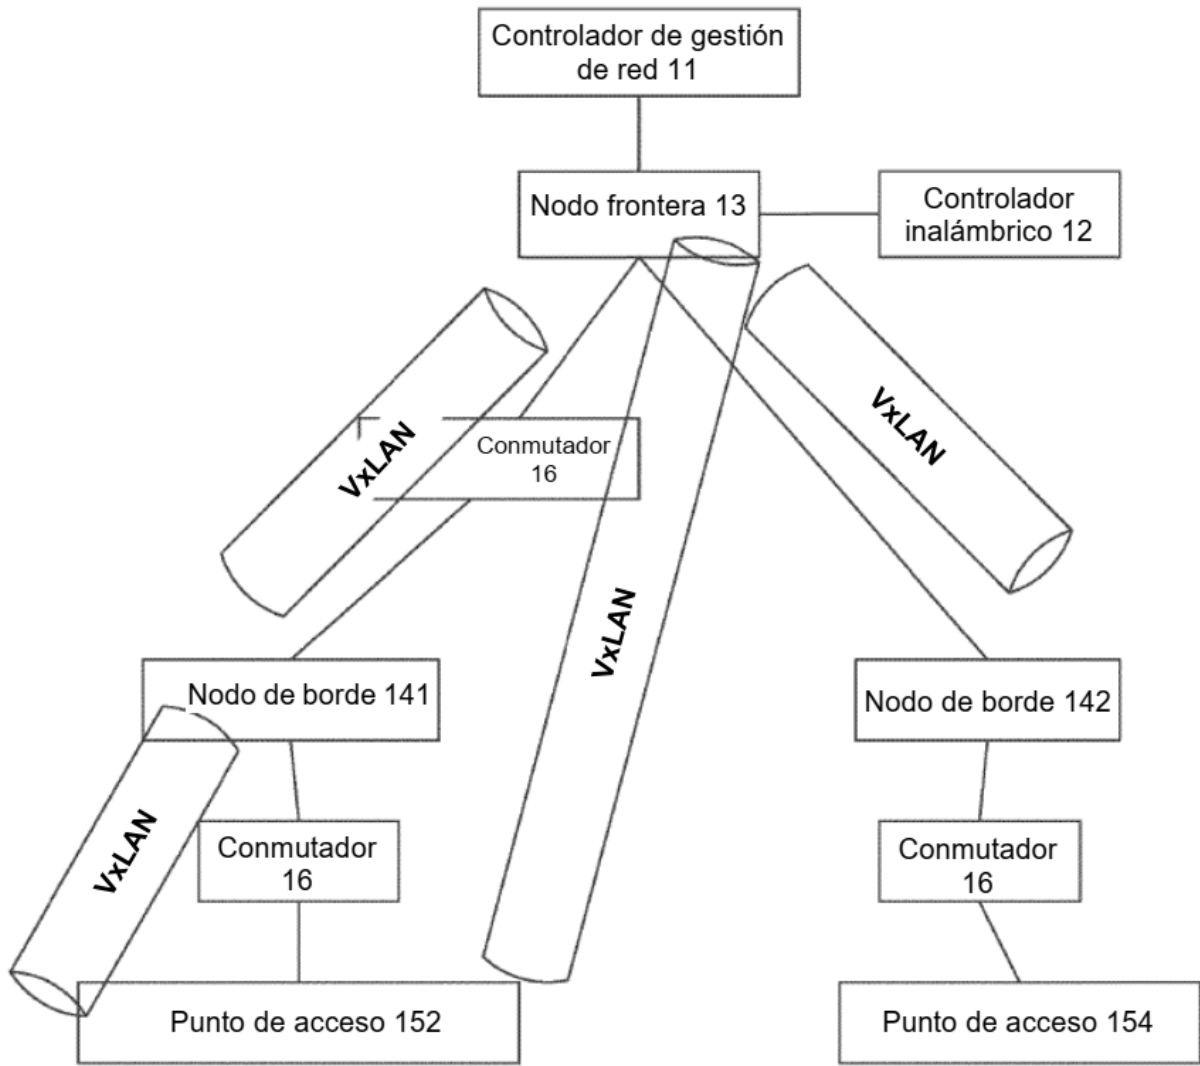 Controlador de gestión
de red 11
Nodo frontera 13
Controlador
inalámbrico 12
VxLAN
VxLAN
Conmutador
16
VxLAN
Nodo de borde 141
Nodo de borde 142
VxLAN
Conmutador
16
Conmutador
16
Punto de acceso 152
Punto de acceso 154